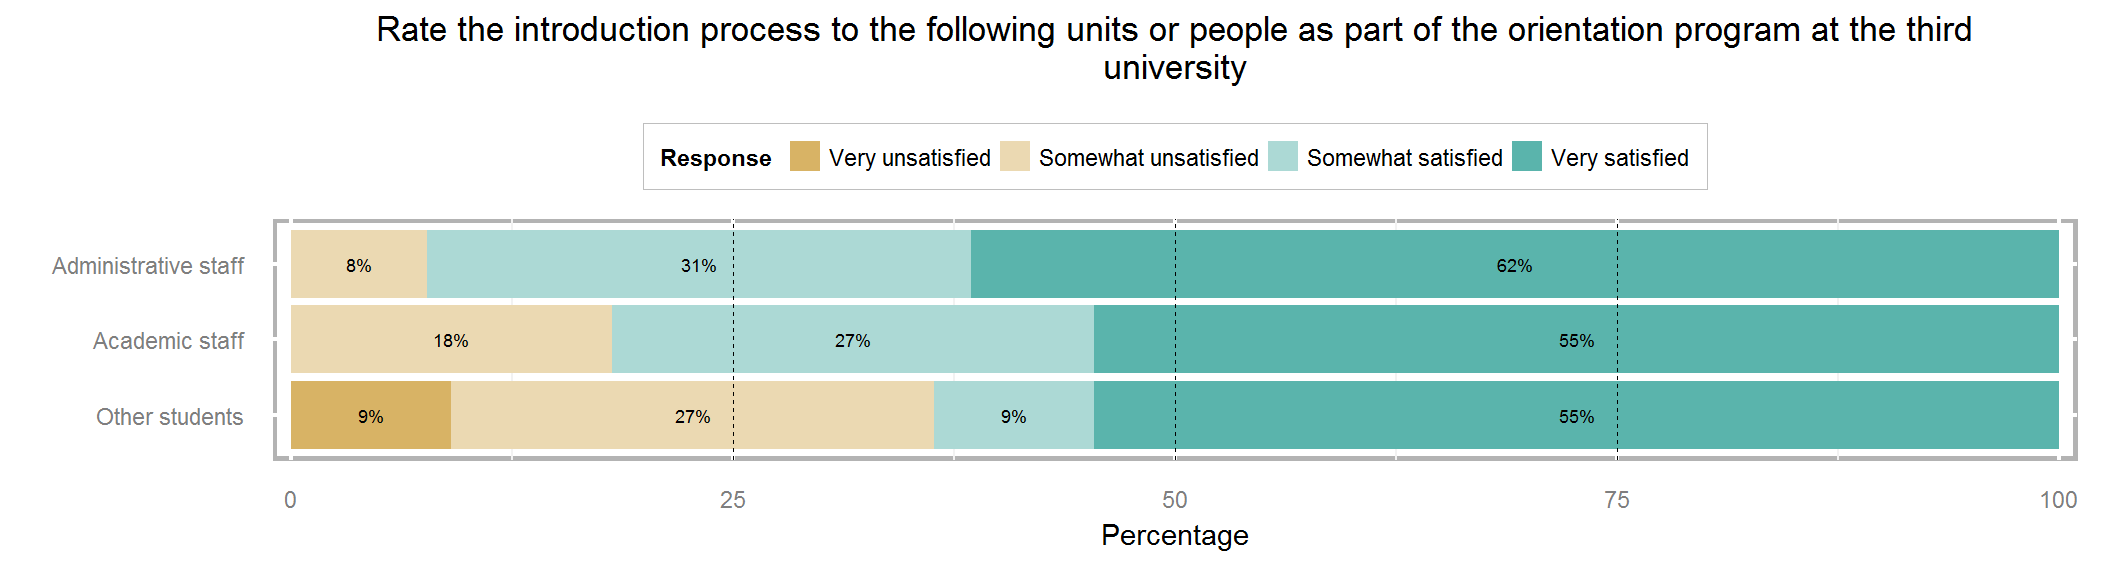 Rate the introduction process to the following units or people as part of the orientation program at the third
university
Response Very unsatisfied Somewhat unsatisfied Somewhat satisfied Very satisfied
Administrative staff 8% 31% 62%
Academic staff 18% 27% 55%
Other students 9% 27% 9% 55%
0 25 50 75 100
Percentage